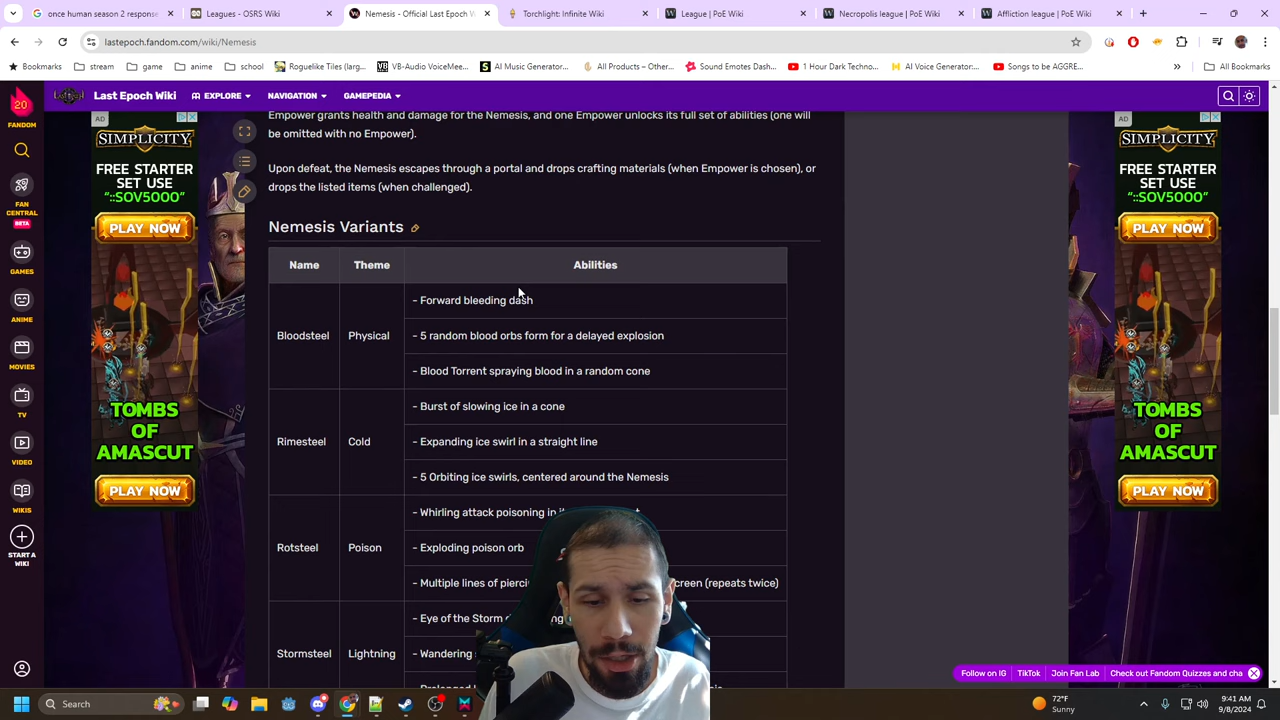 once human season 2 response
Leagues - OSRS Wiki
Nemesis - Official Last Epoch W
Torchlight: Infinite Wiki
League | PoE Wiki
Necropolis league | PoE Wiki
Affliction league | PoE Wiki
lastepoch.fandom.com/wiki/Nemesis
Bookmarks
stream
game
anime
school
Roguelike Tiles (larg...
VB-Audio VoiceMee...
AI Music Generator...
All Products – Othe...
Sound Emotes Dash...
1 Hour Dark Techno...
AI Voice Generator:...
Songs to be AGGRE...
»
All Bookmarks
20
FANDOM
Last Epoch Wiki
EXPLORE
NAVIGATION
GAMEPEDIA
FAN CENTRAL
BETA
GAMES
ANIME
MOVIES
TV
VIDEO
WIKIS
START A WIKI
AD
SIMPLICITY
FREE STARTER
SET USE
"::SOV5000"
PLAY NOW
TOMBS
OF
AMASCUT
PLAY NOW
Empower grants health and damage for the Nemesis, and one Empower unlocks its full set of abilities (one will
be omitted with no Empower).
Upon defeat, the Nemesis escapes through a portal and drops crafting materials (when Empower is chosen), or
drops the listed items (when challenged).
Nemesis Variants
Name Theme Abilities
- Forward bleeding dash
Bloodsteel Physical - 5 random blood orbs form for a delayed explosion
- Blood Torrent spraying blood in a random cone
- Burst of slowing ice in a cone
Rimesteel Cold - Expanding ice swirl in a straight line
- 5 Orbiting ice swirls, centered around the Nemesis
- Whirling attack poisoning in
Rotsteel Poison - Exploding poison orb
- Multiple lines of screen (repeats twice)
- Eye of the Storm
Stormsteel Lightning - Wandering
AD
SIMPLICITY
FREE STARTER
SET USE
"::SOV5000"
PLAY NOW
TOMBS
OF
AMASCUT
PLAY NOW
Follow on IG TikTok Join Fan Lab Check out Fandom Quizzes and cha
Search
72°F
Sunny
9:41 AM
9/8/2024